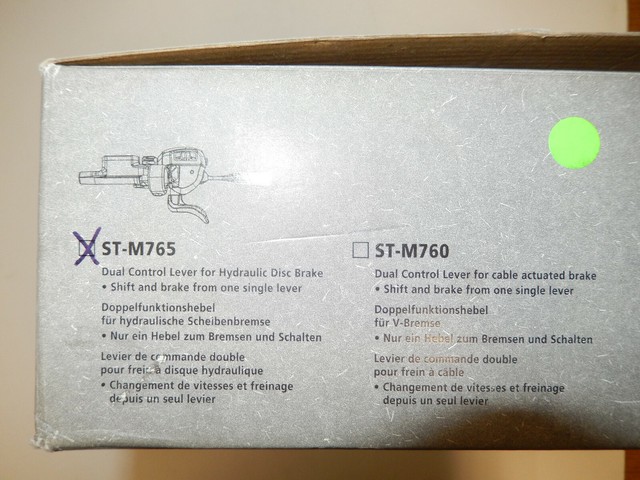 ST-M765
Dual Control Lever for Hydraulic Disc Brake
• Shift and brake from one single lever
Doppelfunktionshebel
für hydraulische Scheibenbremse
• Nur ein Hebel zum Bremsen und Schalten
Levier de commande double
pour frein à disque hydraulique
• Changement de vitesses et freinage
depuis un seul levier
ST-M760
Dual Control Lever for cable actuated brake
• Shift and brake from one single lever
Doppelfunktionshebel
für V-Bremse
• Nur ein Hebel zum Bremsen und Schalten
Levier de commande double
pour frein à câble
• Changement de vitesses et freinage
depuis un seul levier